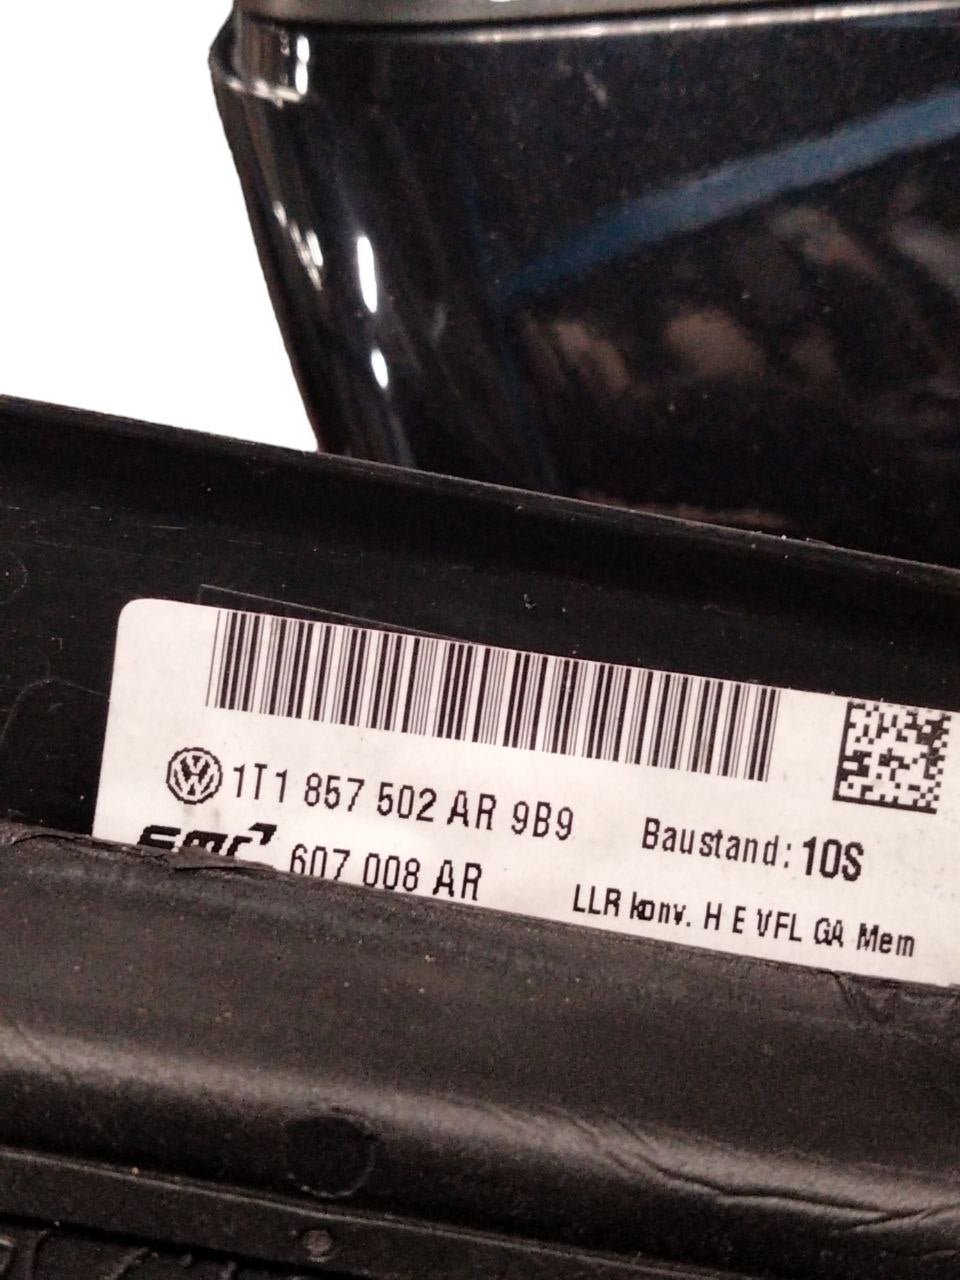 1T1 857 502 AR 9B9
Baustand: 10S
smr 607 008 AR
LLR konv. H E VFL GA Mem